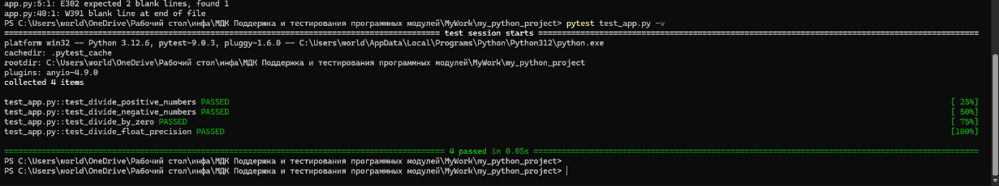 app.py:5:1: E302 expected 2 blank lines, found 1
app.py:40:1: W391 blank line at end of file
PS C:\Users\world\OneDrive\Рабочий стол\инфа\МДК Поддержка и тестирования программных модулей\MyWork\my_python_project> pytest test_app.py -v
======================== test session starts ========================
platform win32 -- Python 3.12.6, pytest-9.0.3, pluggy-1.6.0 -- C:\Users\world\AppData\Local\Programs\Python\Python312\python.exe
cachedir: .pytest_cache
rootdir: C:\Users\world\OneDrive\Рабочий стол\инфа\МДК Поддержка и тестирования программных модулей\MyWork\my_python_project
plugins: anyio-4.9.0
collected 4 items
test_app.py::test_divide_positive_numbers PASSED [ 25%]
test_app.py::test_divide_negative_numbers PASSED [ 50%]
test_app.py::test_divide_by_zero PASSED [ 75%]
test_app.py::test_divide_float_precision PASSED [100%]
======================== 4 passed in 0.05s ========================
PS C:\Users\world\OneDrive\Рабочий стол\инфа\МДК Поддержка и тестирования программных модулей\MyWork\my_python_project>
PS C:\Users\world\OneDrive\Рабочий стол\инфа\МДК Поддержка и тестирования программных модулей\MyWork\my_python_project>